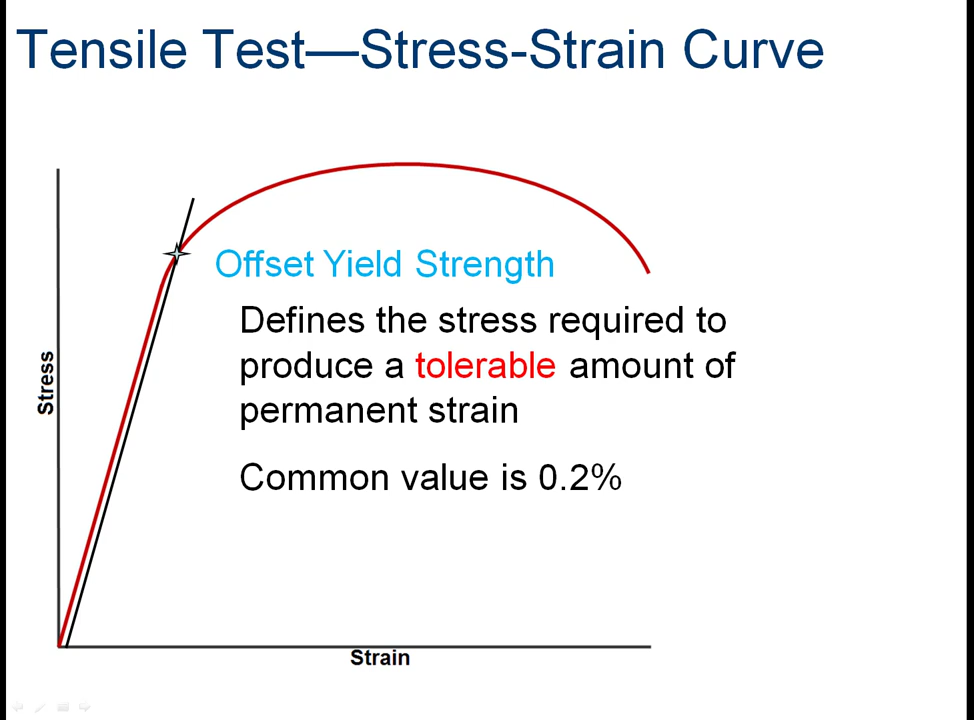 Tensile Test—Stress-Strain Curve
Offset Yield Strength
Defines the stress required to
produce a tolerable amount of
permanent strain
Common value is 0.2%
Stress
Strain